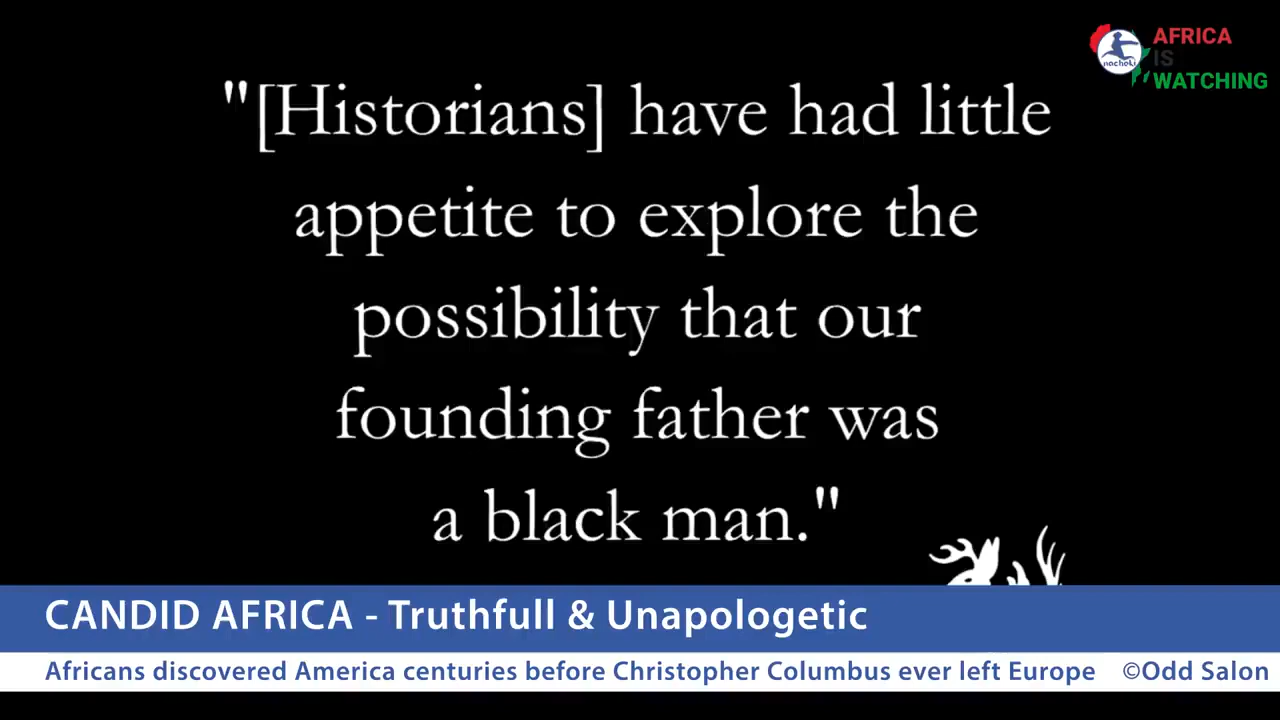 AFRICA
IS
WATCHING
nachoki
"[Historians] have had little
appetite to explore the
possibility that our
founding father was
a black man."
CANDID AFRICA - Truthfull & Unapologetic
Africans discovered America centuries before Christopher Columbus ever left Europe ©Odd Salon